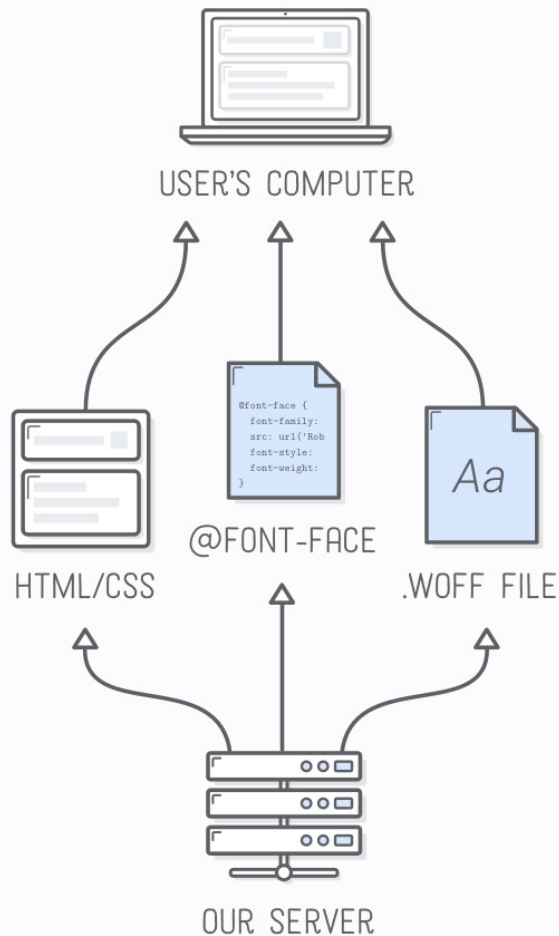 USER'S COMPUTER
@font-face {
font-family:
src: url('Rob
font-style:
font-weight:
}
Aa
@FONT-FACE
HTML/CSS
.WOFF FILE
OUR SERVER